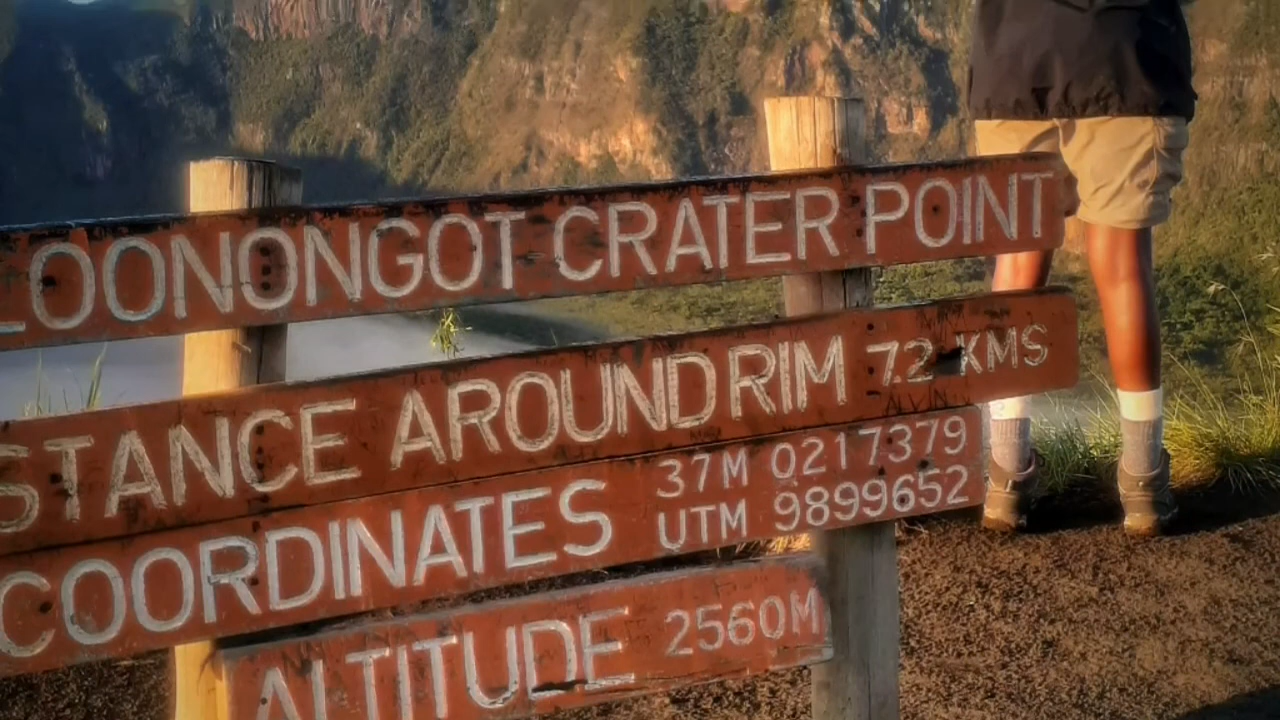 LOONONGOT CRATER POINT
STANCE AROUND RIM 7.2 KMS
COORDINATES 37M 0217379
UTM 9899652
ALTITUDE 2560M